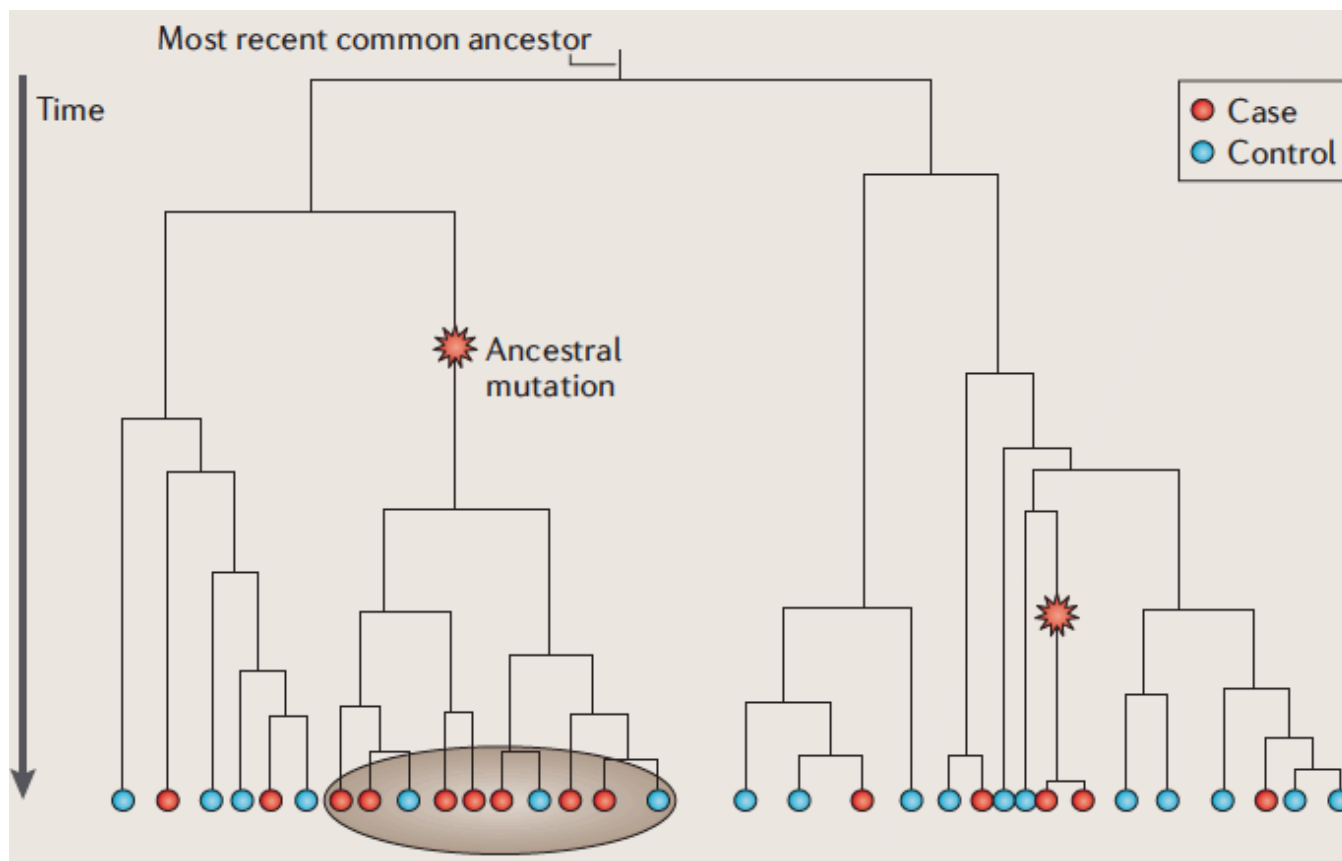 Most recent common ancestor
Time
Case
Control
Ancestral
mutation